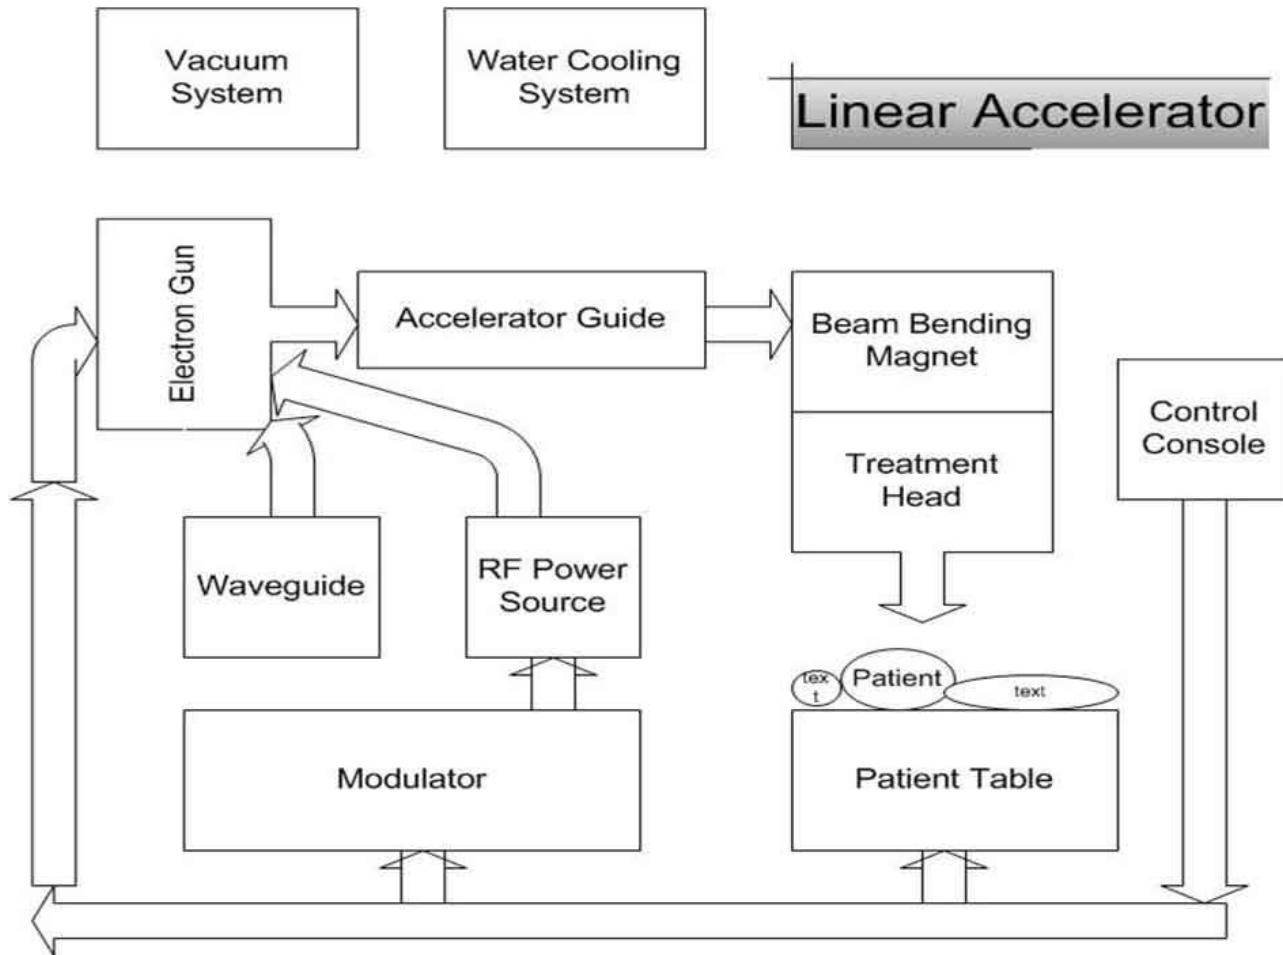 Vacuum
System
Water Cooling
System
Linear Accelerator
Electron Gun
Accelerator Guide
Beam Bending
Magnet
Control
Console
Treatment
Head
Waveguide
RF Power
Source
tex
t
Patient
text
Modulator
Patient Table